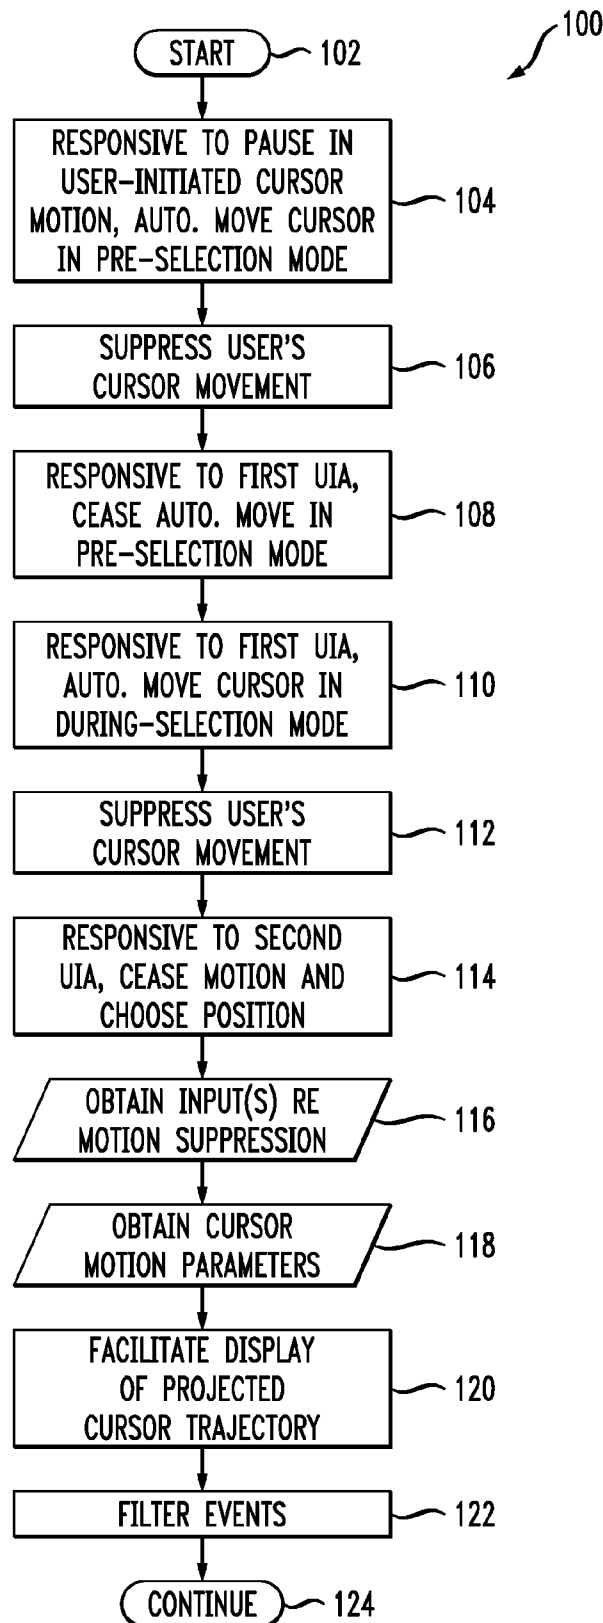 100
START
102
RESPONSIVE TO PAUSE IN
USER-INITIATED CURSOR
MOTION, AUTO. MOVE CURSOR
IN PRE-SELECTION MODE
104
SUPPRESS USER'S
CURSOR MOVEMENT
106
RESPONSIVE TO FIRST UIA,
CEASE AUTO. MOVE IN
PRE-SELECTION MODE
108
RESPONSIVE TO FIRST UIA,
AUTO. MOVE CURSOR IN
DURING-SELECTION MODE
110
SUPPRESS USER'S
CURSOR MOVEMENT
112
RESPONSIVE TO SECOND
UIA, CEASE MOTION AND
CHOOSE POSITION
114
OBTAIN INPUT(S) RE
MOTION SUPPRESSION
116
OBTAIN CURSOR
MOTION PARAMETERS
118
FACILITATE DISPLAY
OF PROJECTED
CURSOR TRAJECTORY
120
FILTER EVENTS
122
CONTINUE
124